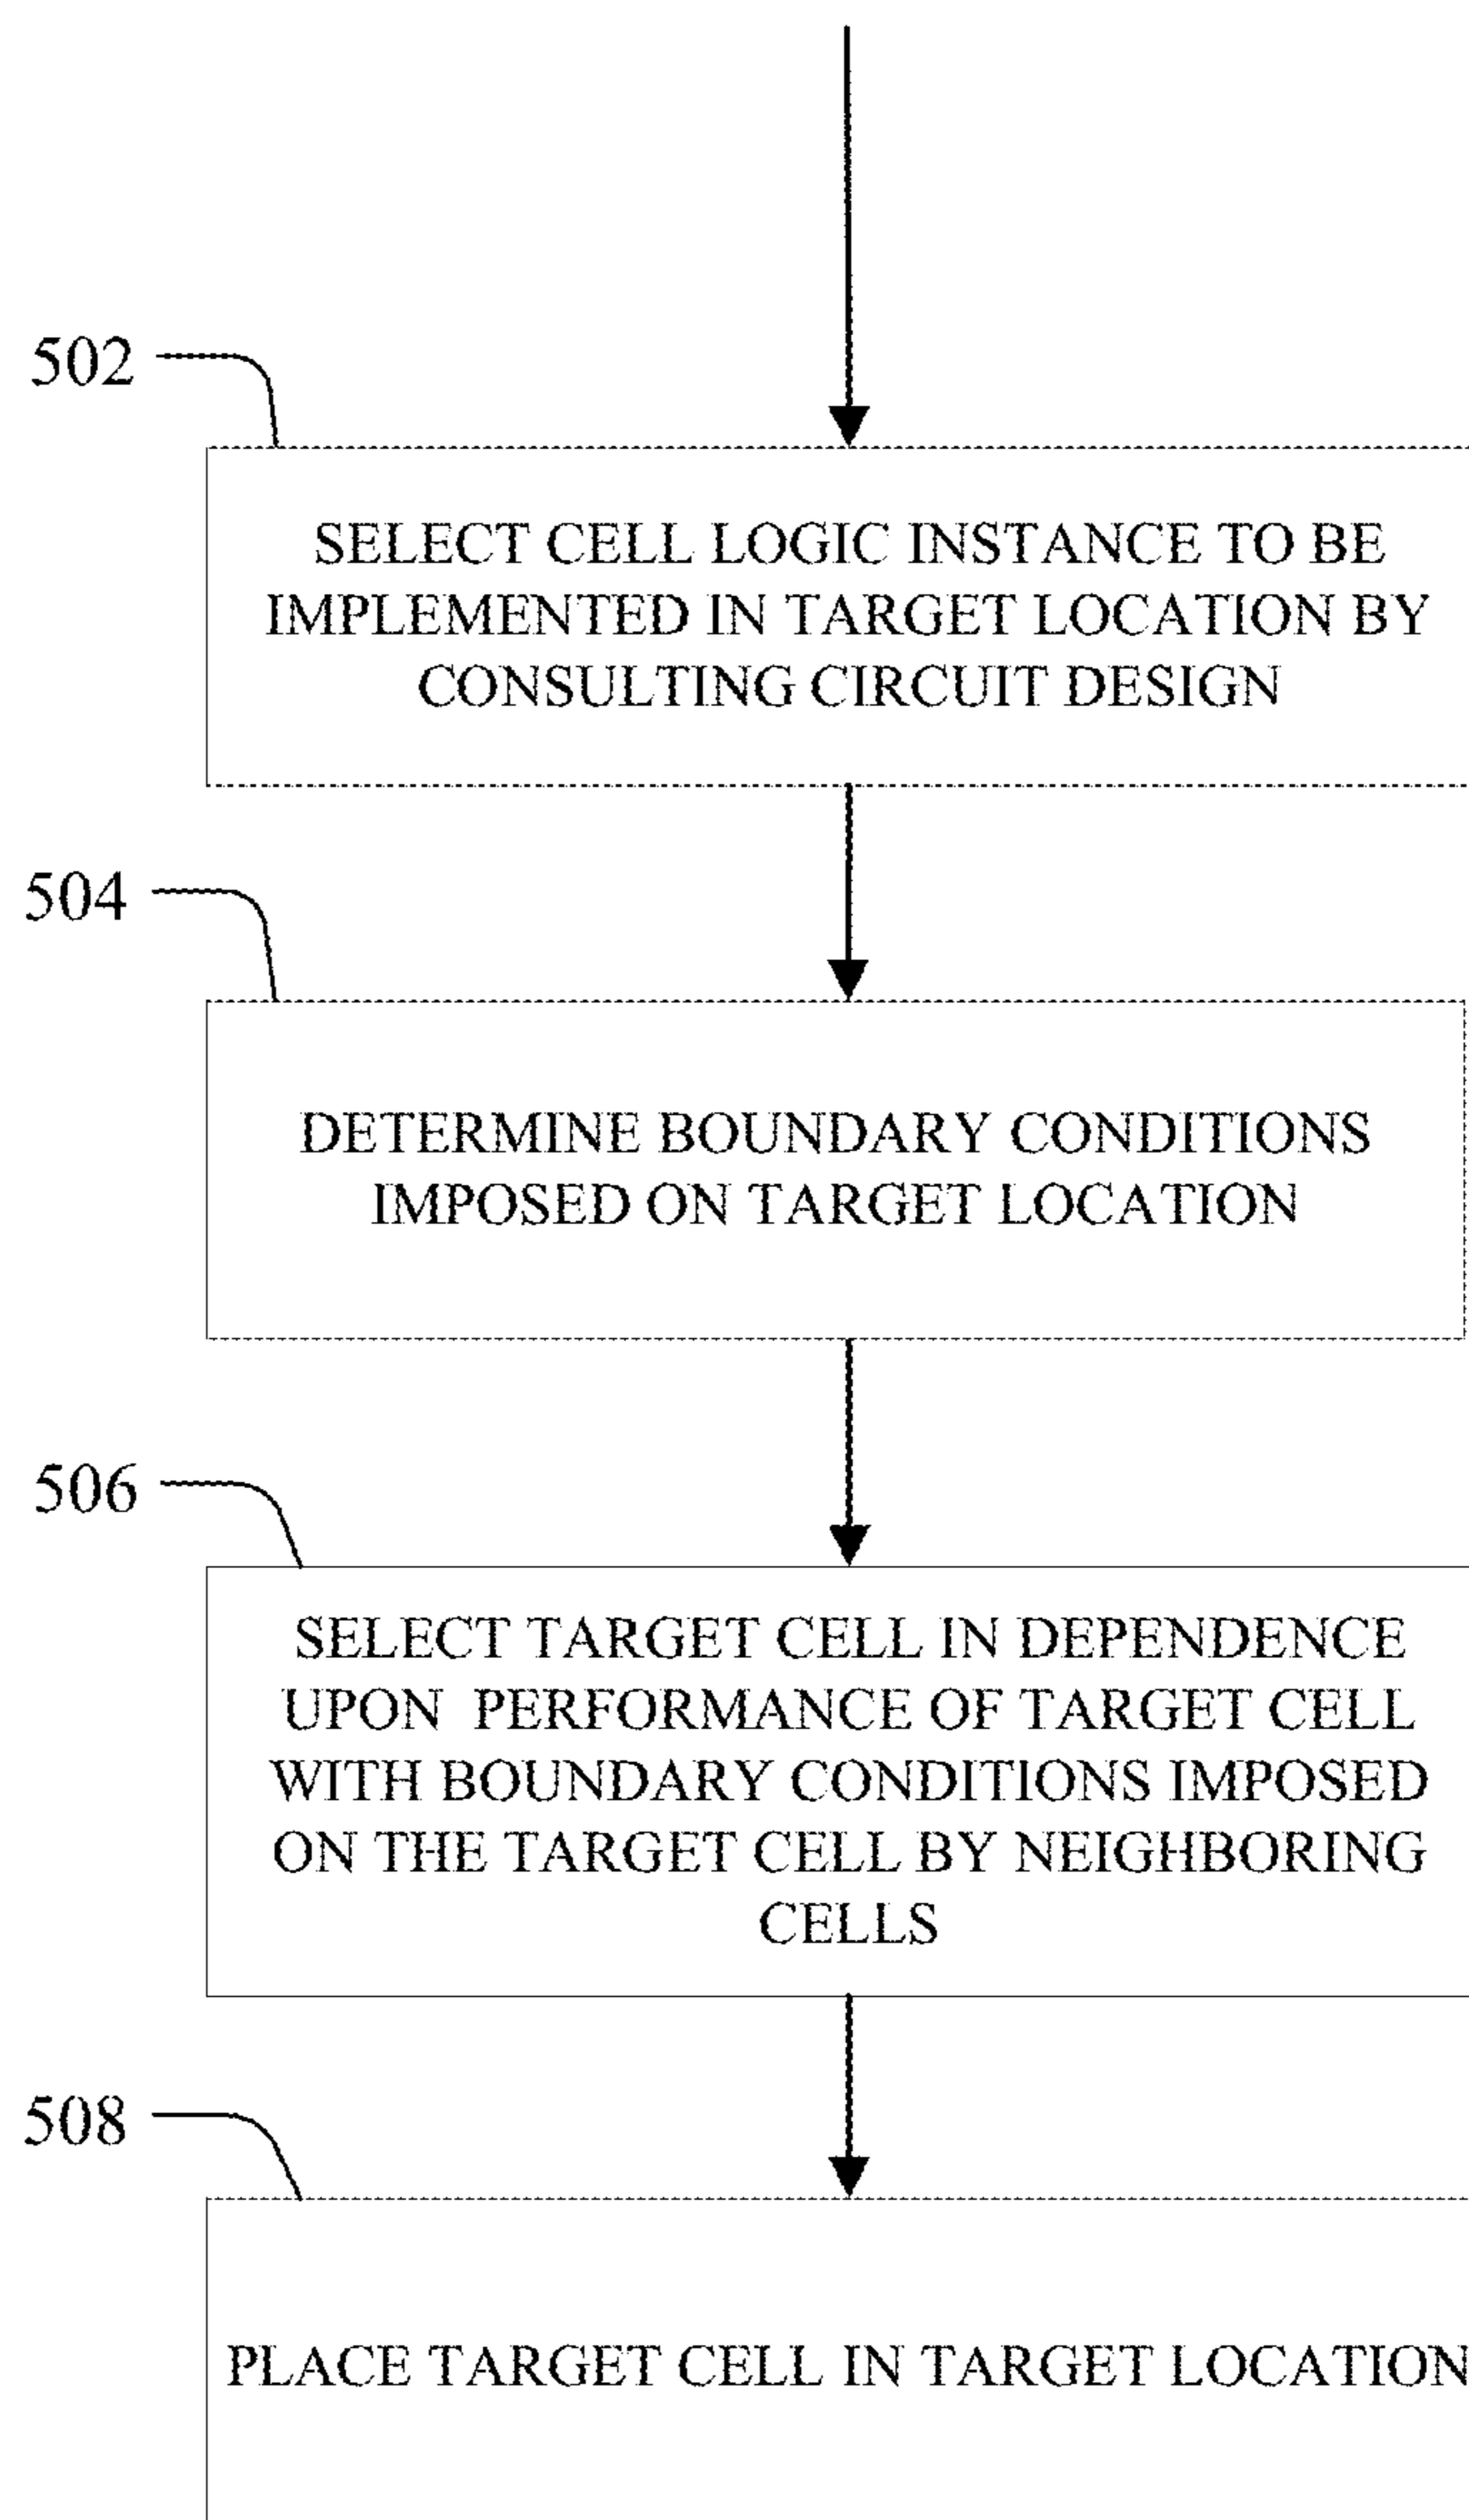 502
SELECT CELL LOGIC INSTANCE TO BE
IMPLEMENTED IN TARGET LOCATION BY
CONSULTING CIRCUIT DESIGN
504
DETERMINE BOUNDARY CONDITIONS
IMPOSED ON TARGET LOCATION
506
SELECT TARGET CELL IN DEPENDENCE
UPON PERFORMANCE OF TARGET CELL
WITH BOUNDARY CONDITIONS IMPOSED
ON THE TARGET CELL BY NEIGHBORING
CELLS
508
PLACE TARGET CELL IN TARGET LOCATION